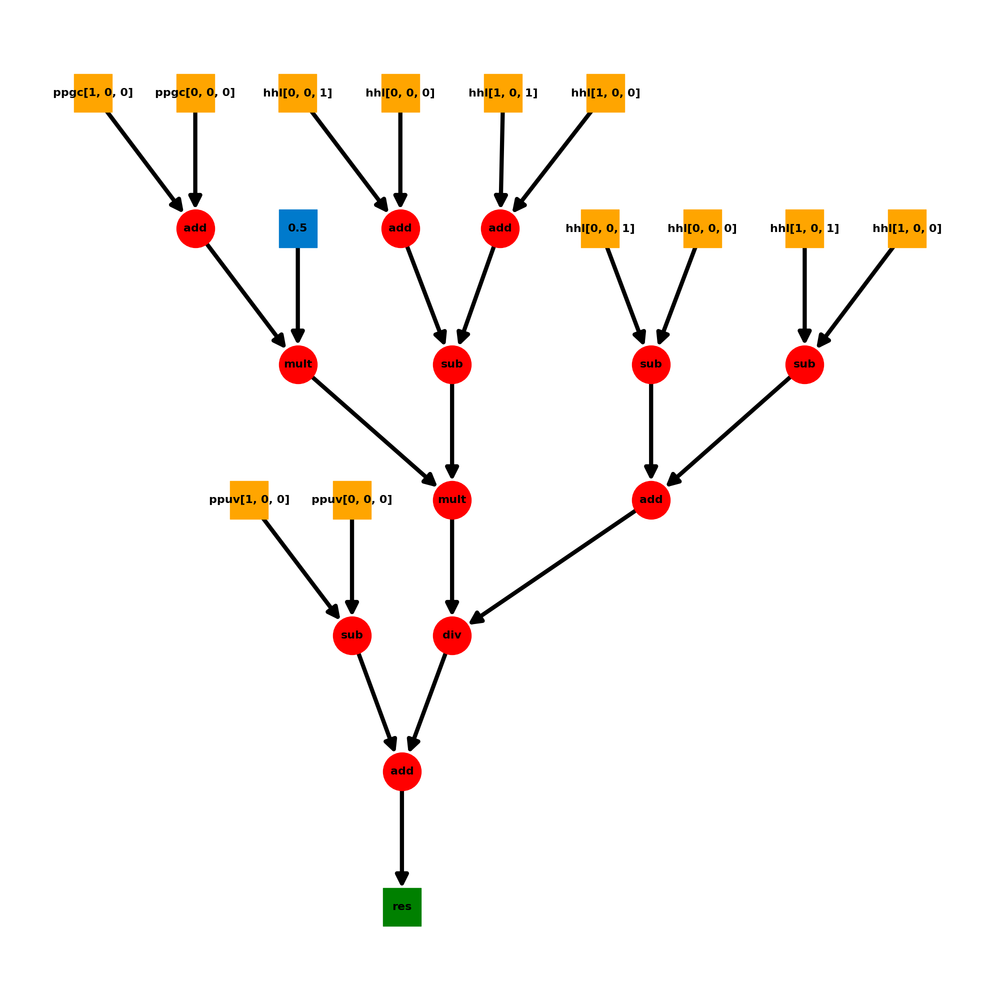 ppgc[1, 0, 0] ppgc[0, 0, 0] hhl[0, 0, 1] hhl[0, 0, 0] hhl[1, 0, 1] hhl[1, 0, 0]
add 0.5 add add hhl[0, 0, 1] hhl[0, 0, 0] hhl[1, 0, 1] hhl[1, 0, 0]
mult sub sub sub
ppuv[1, 0, 0] ppuv[0, 0, 0] mult add
sub div
add
res